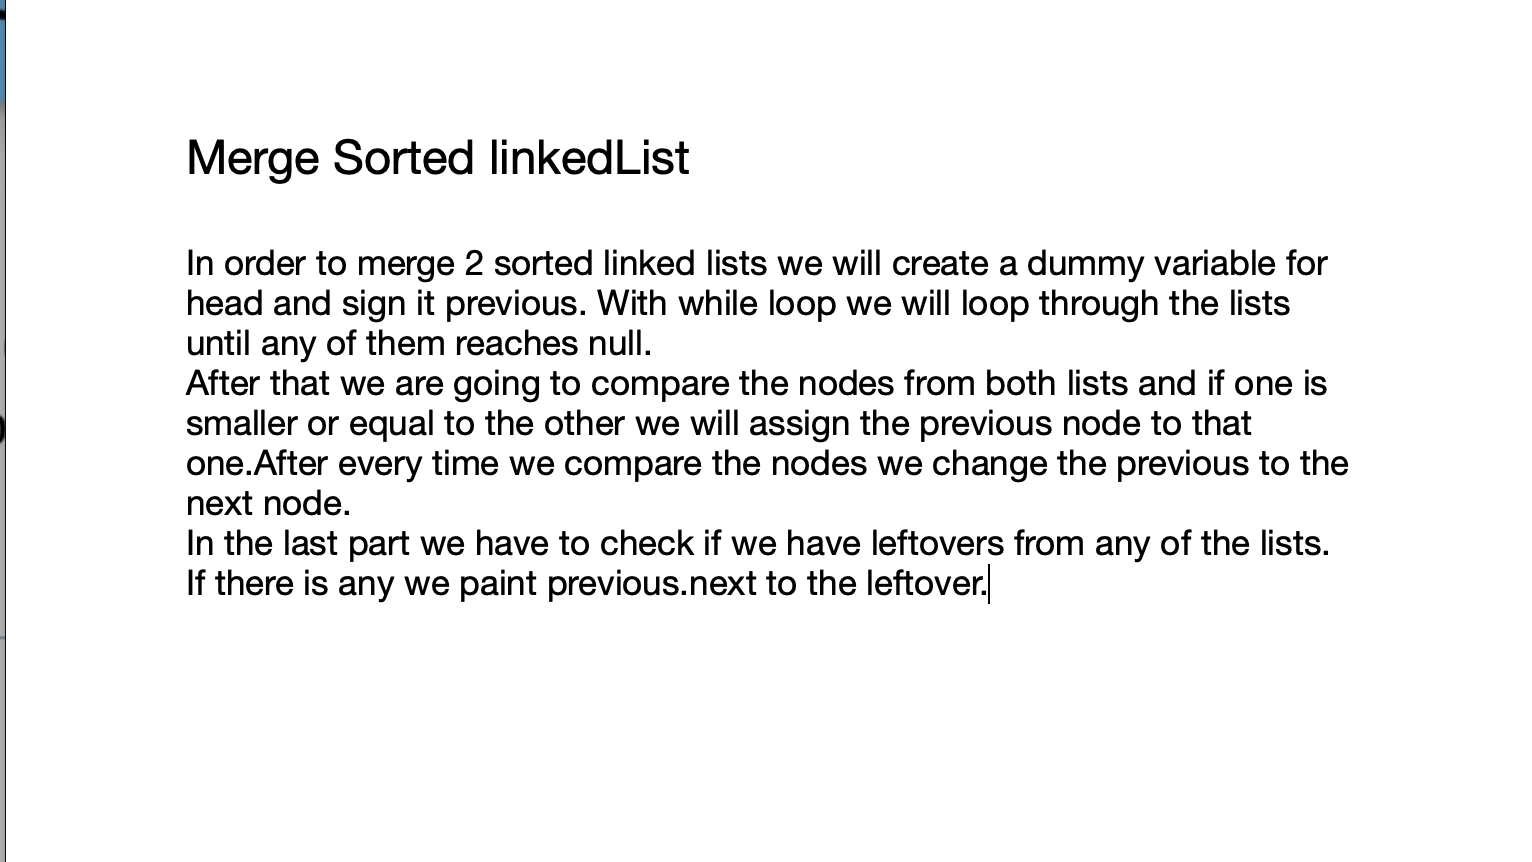 Merge Sorted linkedList
In order to merge 2 sorted linked lists we will create a dummy variable for
head and sign it previous. With while loop we will loop through the lists
until any of them reaches null.
After that we are going to compare the nodes from both lists and if one is
smaller or equal to the other we will assign the previous node to that
one.After every time we compare the nodes we change the previous to the
next node.
In the last part we have to check if we have leftovers from any of the lists.
If there is any we paint previous.next to the leftover.